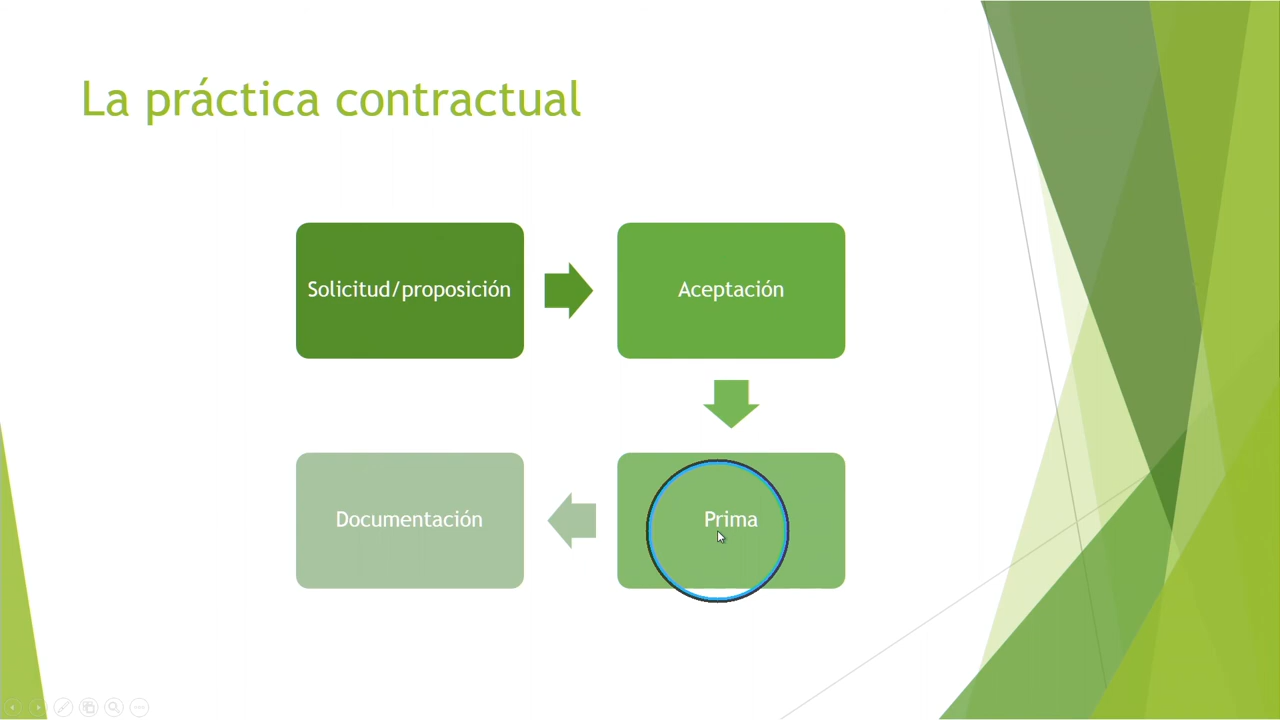 La práctica contractual
Solicitud/proposición
Aceptación
Prima
Documentación